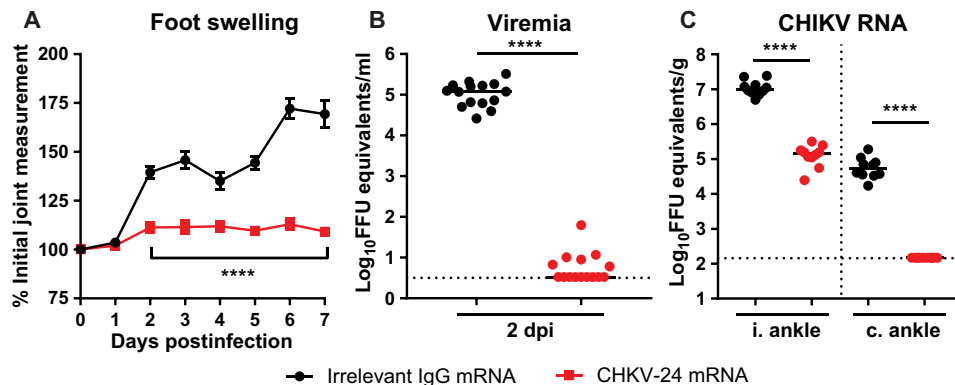 A Foot swelling
% Initial joint measurement
200
175
150
125
100
75
****
0 1 2 3 4 5 6 7
Days postinfection
B Viremia
Log10FFU equivalents/ml
6
5
4
3
2
1
0
****
2 dpi
C CHIKV RNA
Log10FFU equivalents/g
8
7
6
5
4
3
2
1
****
****
i. ankle c. ankle
Irrelevant IgG mRNA CHKV-24 mRNA